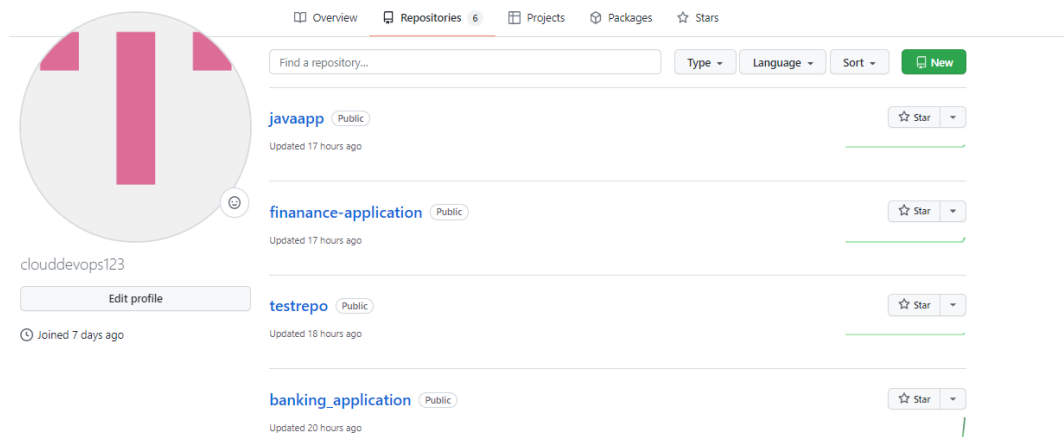 Overview Repositories 6 Projects Packages Stars
Find a repository... Type Language Sort New
javaapp Public Star
Updated 17 hours ago
finanance-application Public Star
Updated 17 hours ago
clouddevops123
Edit profile
Joined 7 days ago
testrepo Public Star
Updated 18 hours ago
banking_application Public Star
Updated 20 hours ago